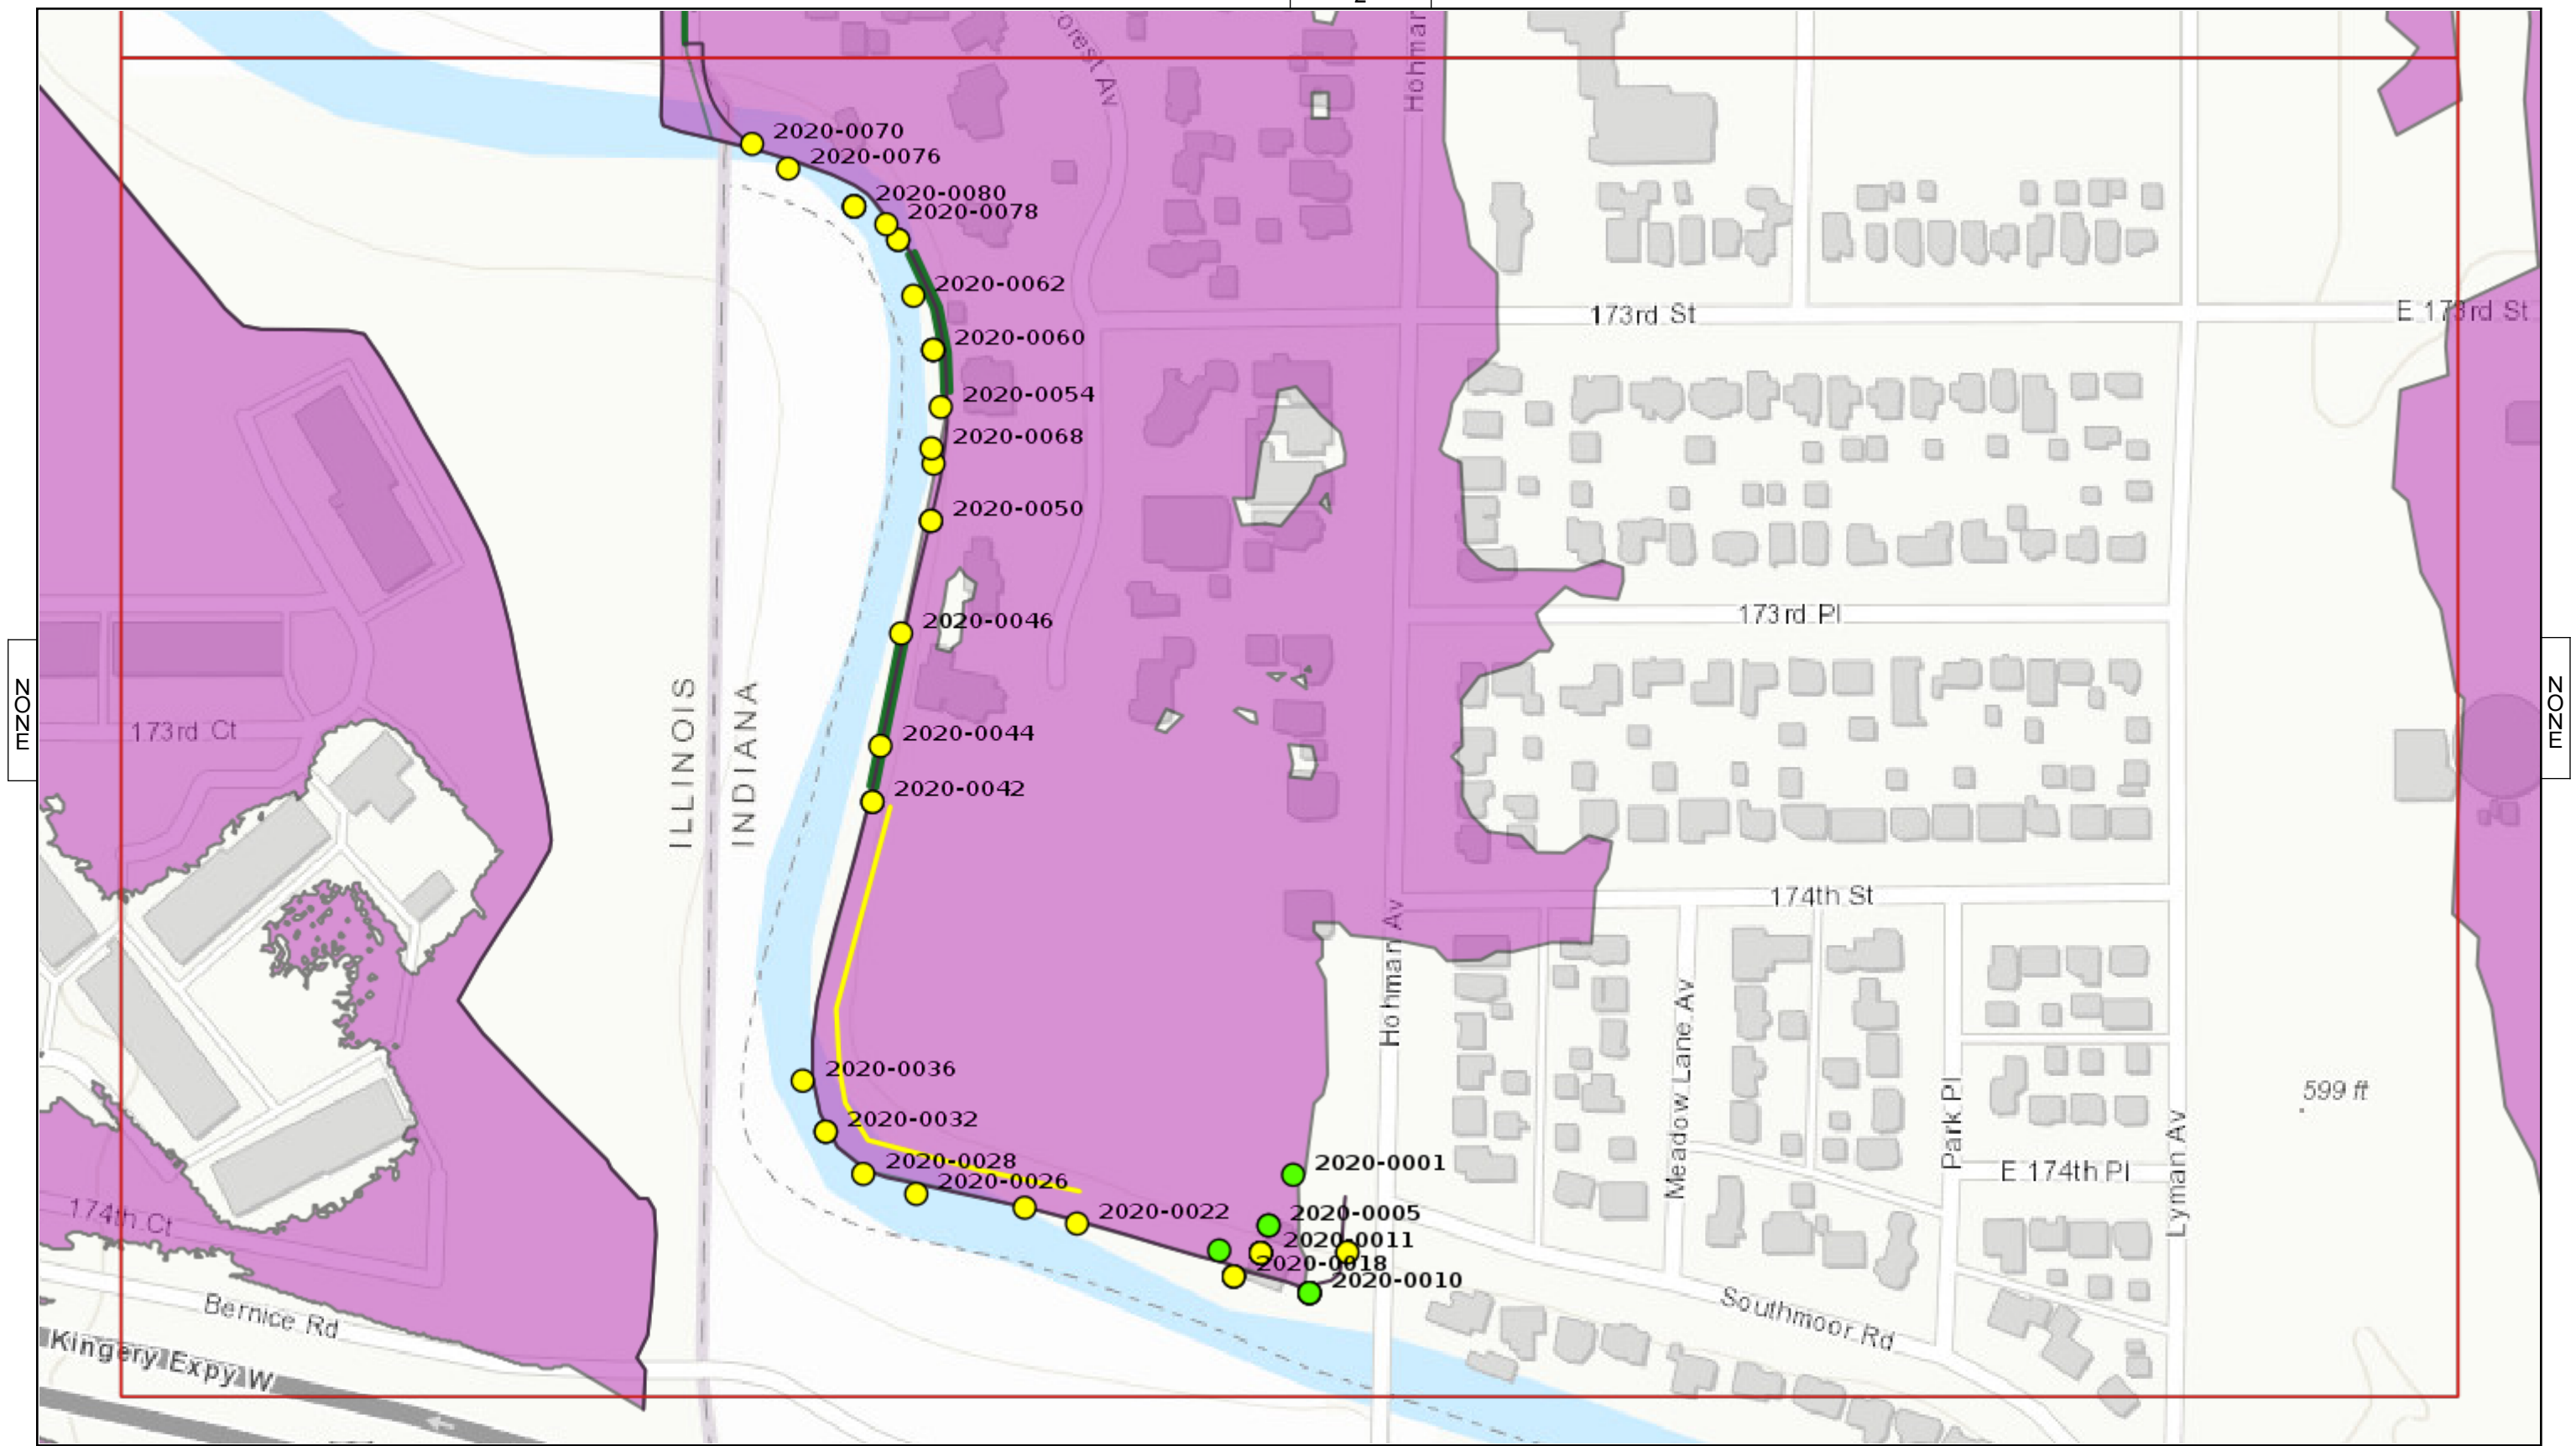 Hohman
Forest Av
2020-0070
2020-0076
2020-0080
2020-0078
2020-0062
173rd St
E 173rd St
2020-0060
2020-0054
2020-0068
2020-0050
2020-0046
173rd Pl
NONE
NONE
ILLINOIS
INDIANA
173rd Ct
2020-0044
2020-0042
174th St
Hohman Av
Meadow Lane Av
Park Pl
Lyman Av
599 ft
2020-0036
2020-0032
2020-0028
2020-0026
2020-0001
E 174th Pl
2020-0022
2020-0005
2020-0011
2020-0018
2020-0010
174th Ct
Bernice Rd
Southmoor Rd
Kingery Expy W